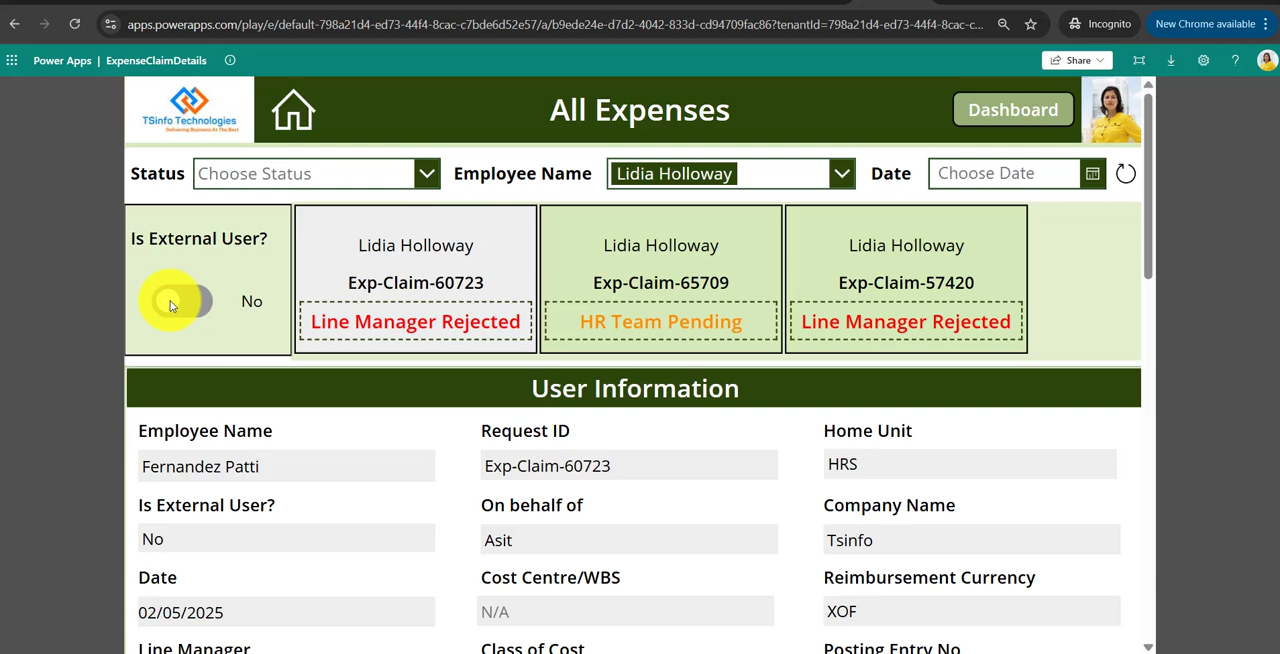 apps.powerapps.com/play/e/default-798a21d4-ed73-44f4-8cac-c7bde6d52e57/a/b9ede24e-d7d2-4042-833d-cd94709fac86?tenantId=798a21d4-ed73-44f4-8cac-c...
Incognito
New Chrome available
Power Apps | ExpenseClaimDetails
Share
TSinfo Technologies
Delivering Business At The Best
All Expenses
Dashboard
Status
Choose Status
Employee Name
Lidia Holloway
Date
Choose Date
Is External User?
No
Lidia Holloway
Exp-Claim-60723
Line Manager Rejected
Lidia Holloway
Exp-Claim-65709
HR Team Pending
Lidia Holloway
Exp-Claim-57420
Line Manager Rejected
User Information
Employee Name
Fernandez Patti
Request ID
Exp-Claim-60723
Home Unit
HRS
Is External User?
No
On behalf of
Asit
Company Name
Tsinfo
Date
02/05/2025
Cost Centre/WBS
N/A
Reimbursement Currency
XOF
Line Manager
Class of Cost
Posting Entry No